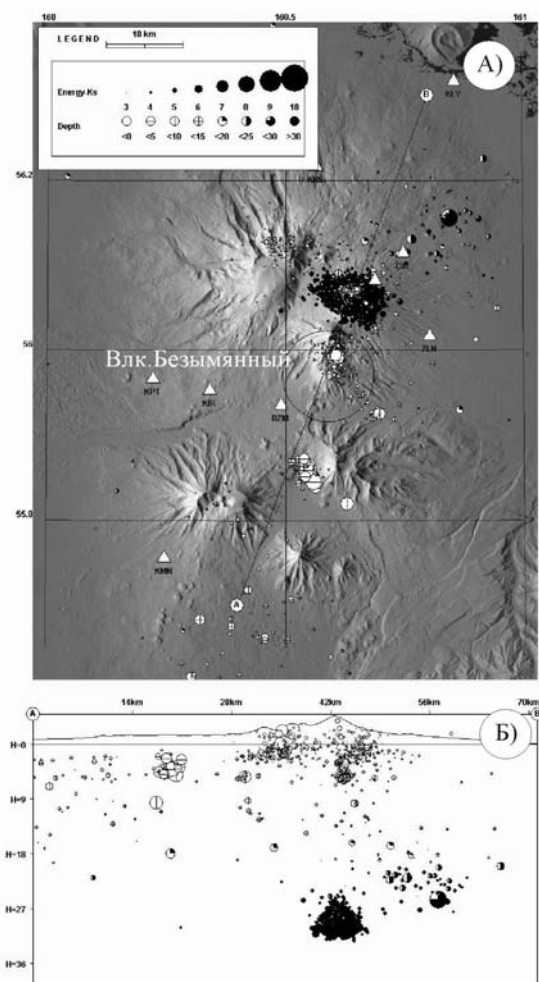 160 160.5 161
LEGEND 18 km
А)
Energy-Ks
3 4 5 6 7 8 9 10
Depth
<0 <5 <10 <15 <20 <25 <30 >30
KLY
B
56.2
56
ZLN
Влк.Безымянный
KPT KIR BZM
55.8
KMN
A
A 14km 28km 42km 56km 70km B
Б)
H=0
H=9
H=18
H=27
H=36